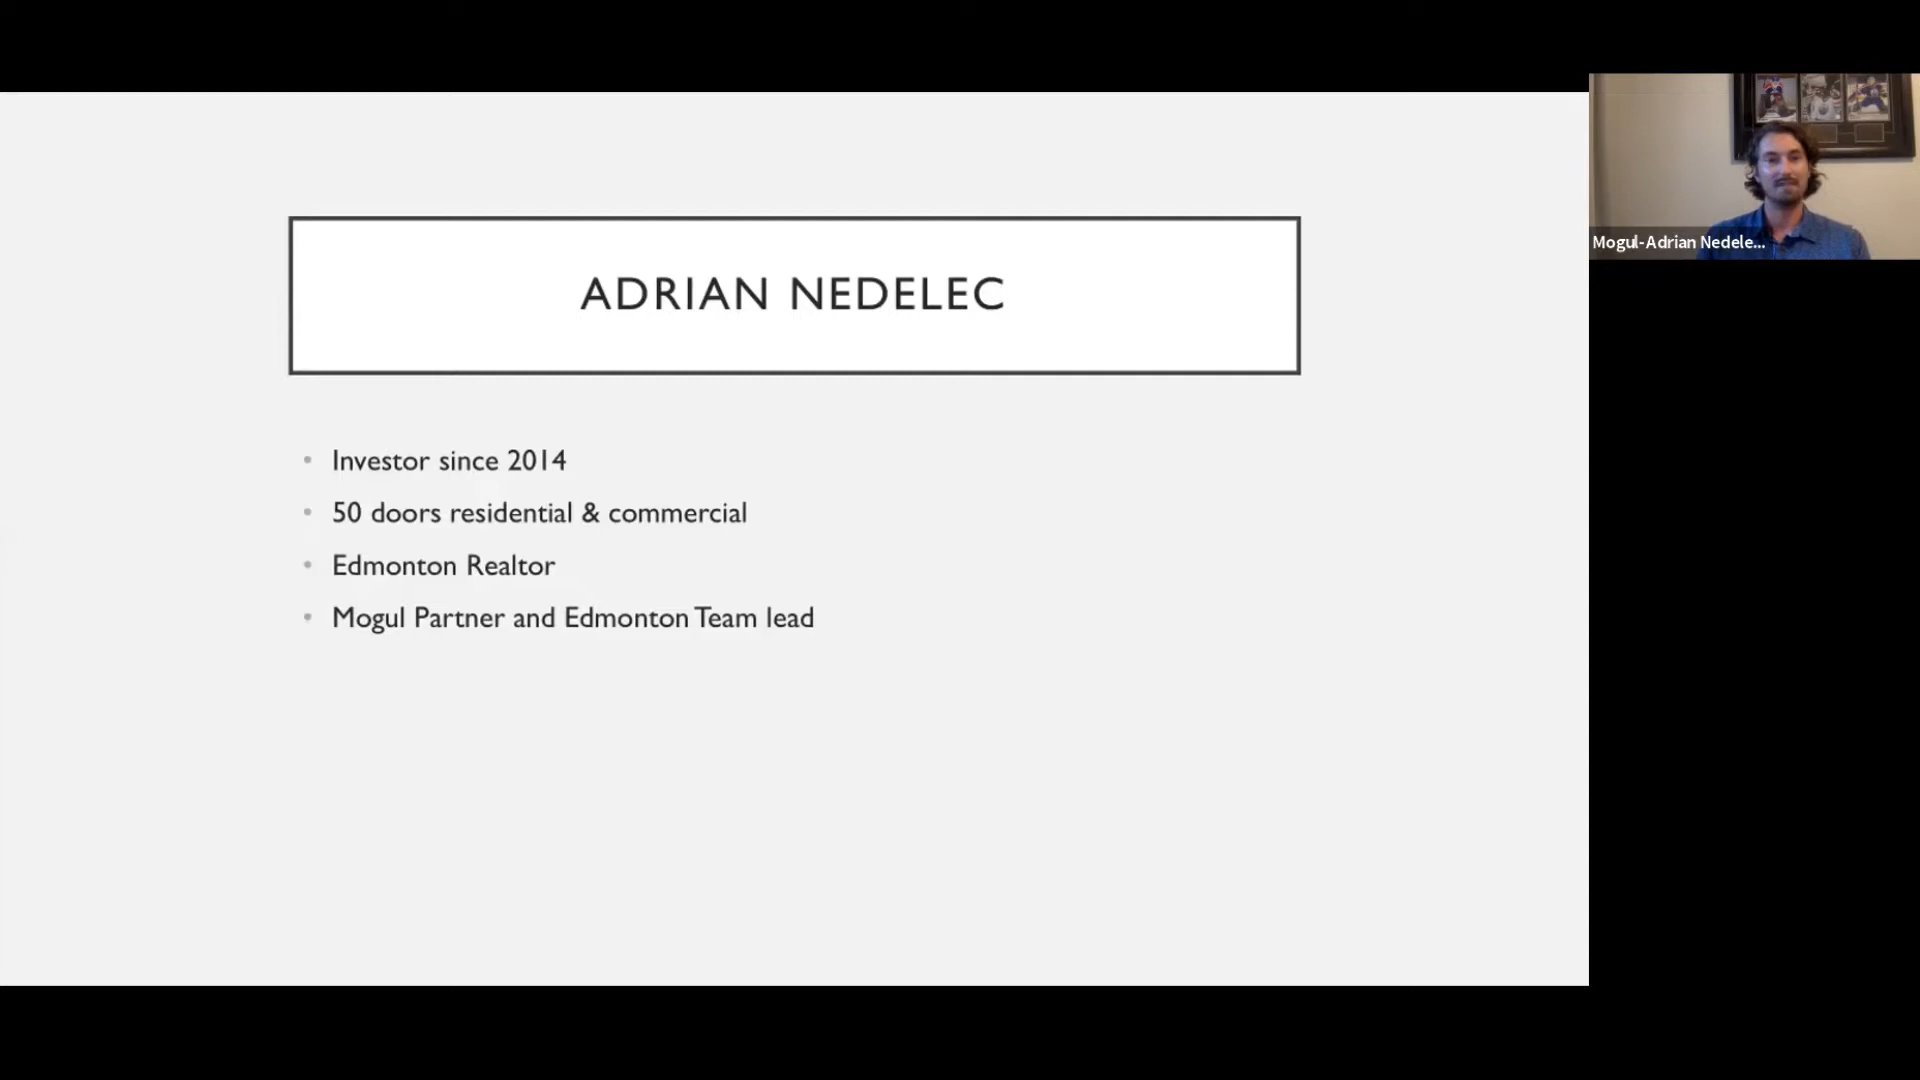 ADRIAN NEDELEC
• Investor since 2014
• 50 doors residential & commercial
• Edmonton Realtor
• Mogul Partner and Edmonton Team lead
Mogul-Adrian Nedele...